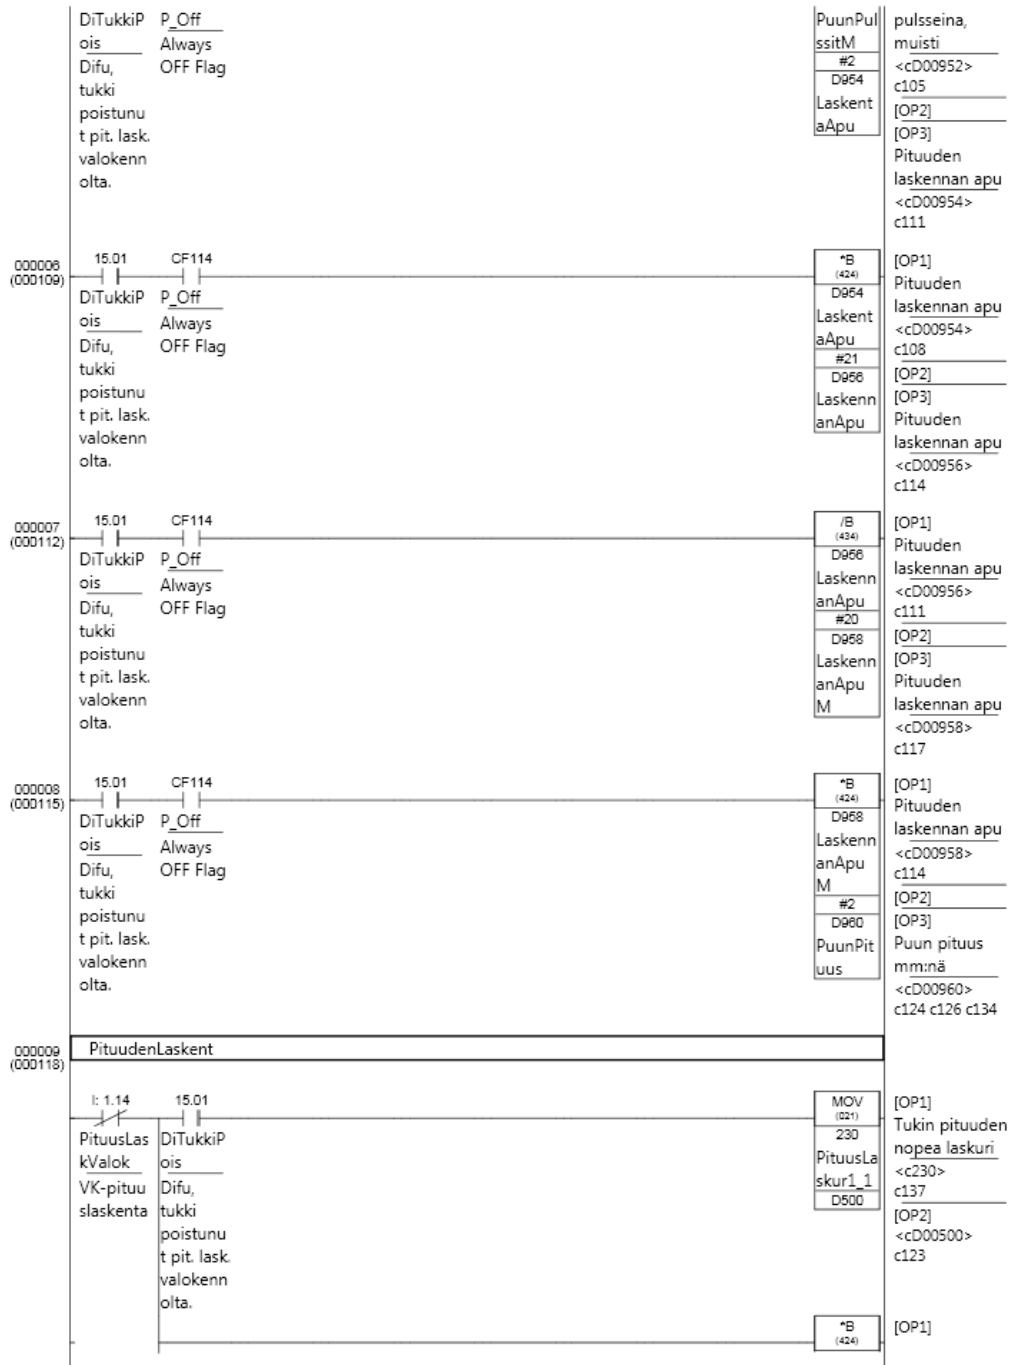 DiTukkiP
ois
Difu,
tukki
poistunu
t pit. lask.
valokenn
olta.
P_Off
Always
OFF Flag
PuunPul
ssitM
#2
D954
Laskent
aApu
pulsseina,
muisti
<cD00952>
c105
[OP2]
[OP3]
Pituuden
laskennan apu
<cD00954>
c111
000006
(000109)
15.01
DiTukkiP
ois
Difu,
tukki
poistunu
t pit. lask.
valokenn
olta.
CF114
P_Off
Always
OFF Flag
*B
(424)
D954
Laskent
aApu
#21
D956
Laskenn
anApu
[OP1]
Pituuden
laskennan apu
<cD00954>
c108
[OP2]
[OP3]
Pituuden
laskennan apu
<cD00956>
c114
000007
(000112)
15.01
DiTukkiP
ois
Difu,
tukki
poistunu
t pit. lask.
valokenn
olta.
CF114
P_Off
Always
OFF Flag
/B
(434)
D956
Laskenn
anApu
#20
D958
Laskenn
anApu
M
[OP1]
Pituuden
laskennan apu
<cD00956>
c111
[OP2]
[OP3]
Pituuden
laskennan apu
<cD00958>
c117
000008
(000115)
15.01
DiTukkiP
ois
Difu,
tukki
poistunu
t pit. lask.
valokenn
olta.
CF114
P_Off
Always
OFF Flag
*B
(424)
D958
Laskenn
anApu
M
#2
D960
PuunPit
uus
[OP1]
Pituuden
laskennan apu
<cD00958>
c114
[OP2]
[OP3]
Puun pituus
mm:nä
<cD00960>
c124 c126 c134
000009
(000118)
PituudenLaskent
I: 1.14
PituusLas
kValok
VK-pituu
slaskenta
15.01
DiTukkiP
ois
Difu,
tukki
poistunu
t pit. lask.
valokenn
olta.
MOV
(021)
230
PituusLa
skur1_1
D500
[OP1]
Tukin pituuden
nopea laskuri
<c230>
c137
[OP2]
<cD00500>
c123
*B
(424)
[OP1]